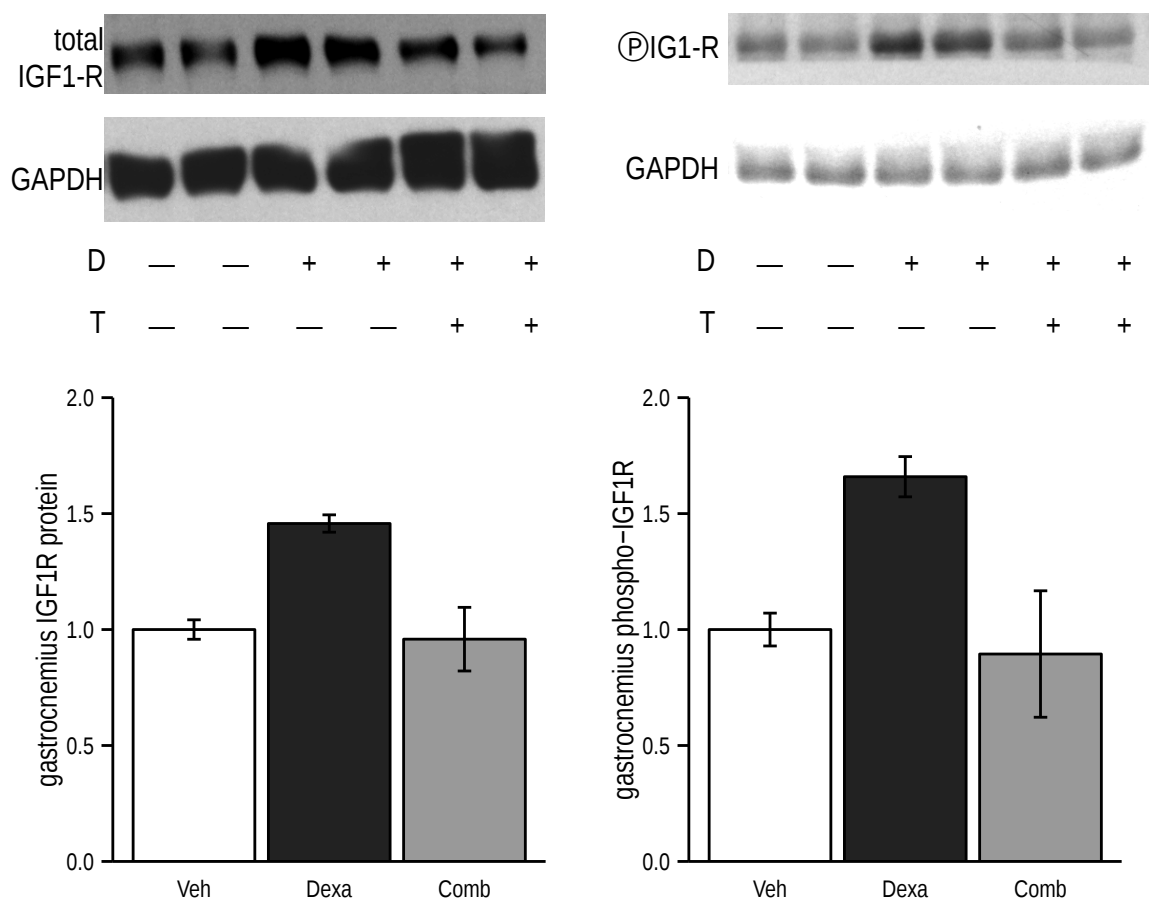 total
IGF1-R
GAPDH
D — — + + + +
T — — — — + +
ⓅIG1-R
GAPDH
D — — + + + +
T — — — — + +
gastrocnemius IGF1R protein
2.0
1.5
1.0
0.5
0.0
Veh Dexa Comb
gastrocnemius phospho−IGF1R
2.0
1.5
1.0
0.5
0.0
Veh Dexa Comb